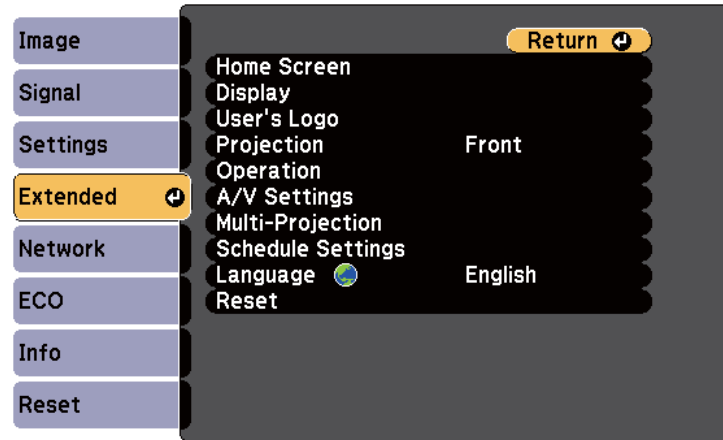 Image
Signal
Settings
Extended
Network
ECO
Info
Reset
Return
Home Screen
Display
User's Logo
Projection Front
Operation
A/V Settings
Multi-Projection
Schedule Settings
Language English
Reset